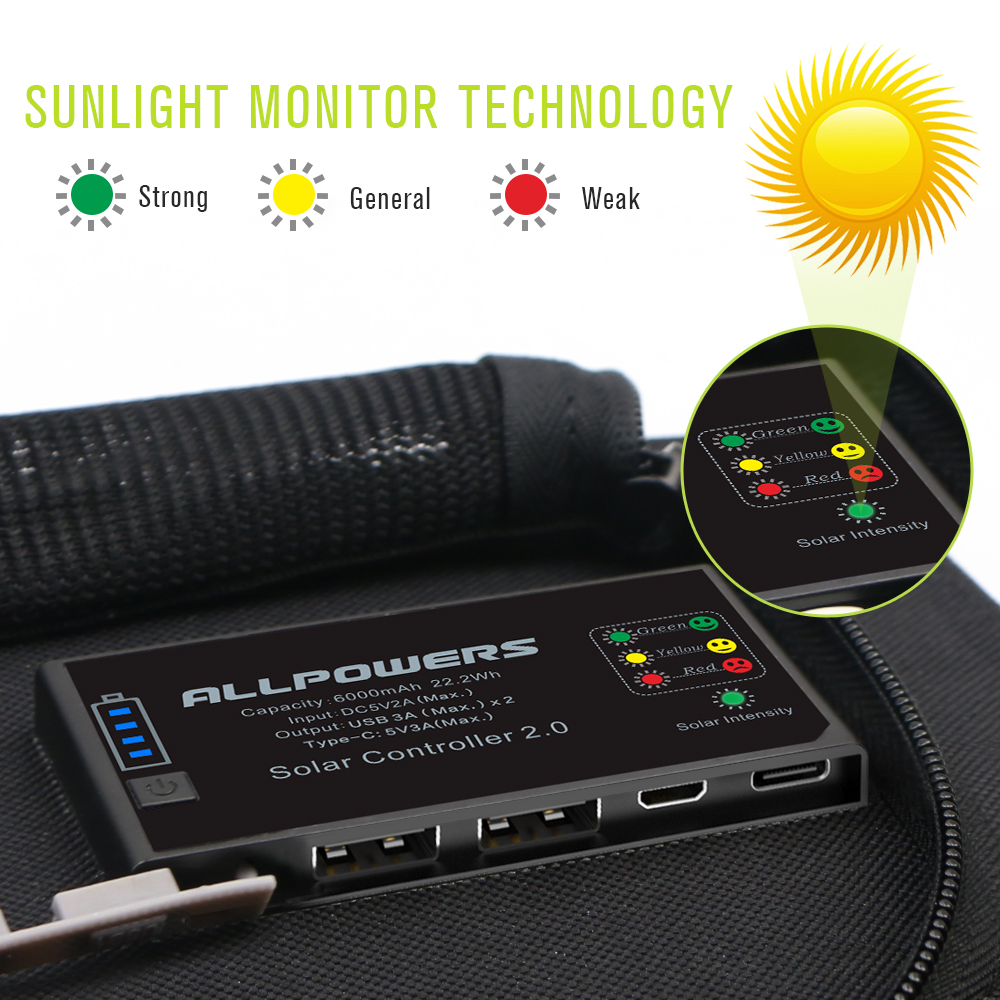 SUNLIGHT MONITOR TECHNOLOGY
Strong
General
Weak
Green
Yellow
Red
Solar Intensity
ALLPOWERS
Capacity:6000mAh 22.2Wh
Input:DC5V2A(Max.)
Output:USB 3A (Max.) x 2
Type-C:5V3A(Max.)
Solar Controller 2.0
Green
Yellow
Red
Solar Intensity